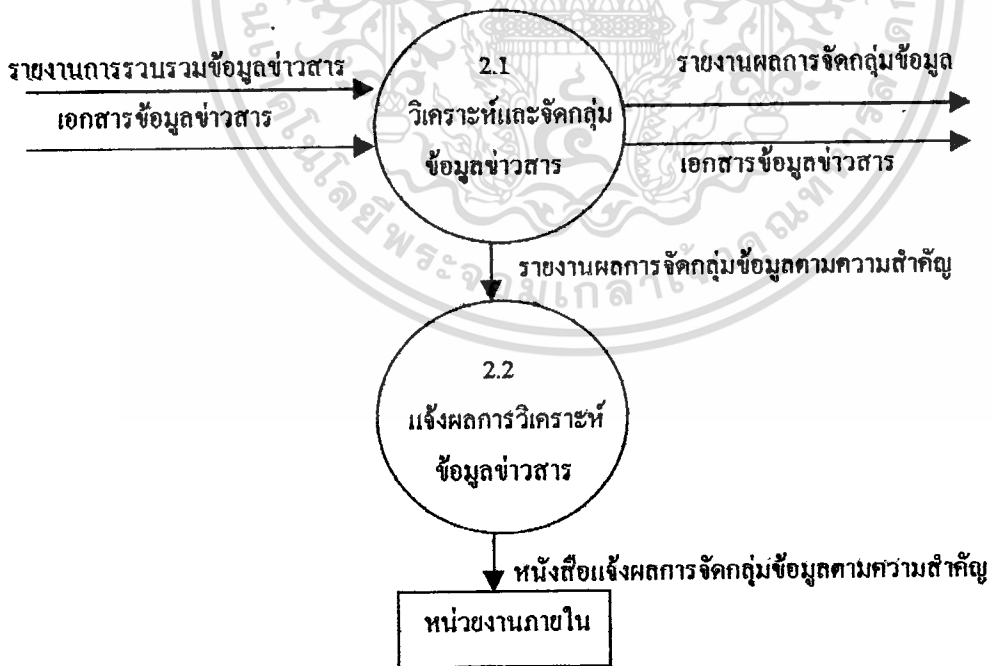 รายงานการรวบรวมข้อมูลข่าวสาร
เอกสารข้อมูลข่าวสาร
2.1
วิเคราะห์และจัดกลุ่ม
ข้อมูลข่าวสาร
รายงานผลการจัดกลุ่มข้อมูล
เอกสารข้อมูลข่าวสาร
รายงานผลการจัดกลุ่มข้อมูลตามความสำคัญ
2.2
แจ้งผลการวิเคราะห์
ข้อมูลข่าวสาร
หนังสือแจ้งผลการจัดกลุ่มข้อมูลตามความสำคัญ
หน่วยงานภายใน